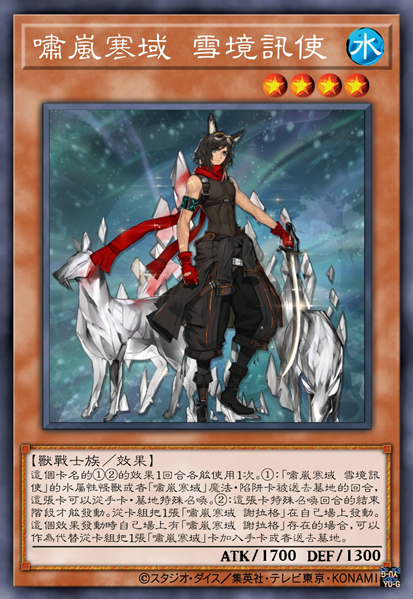 嘯嵐寒域 雪境訊使
水
【獸戰士族／效果】
這個卡名的①②的效果1回合各能使用1次。①：「嘯嵐寒域 雪境訊
使」的水屬性怪獸或者「嘯嵐寒域」魔法·陷阱卡被送去墓地的回合，
這張卡可以從手卡·墓地特殊召喚。②：這張卡特殊召喚回合的結束
階段才能發動。從卡組把1張「嘯嵐寒域 謝拉格」在自己場上發動。
這個效果發動時自己場上有「嘯嵐寒域 謝拉格」存在的場合，可以
作為代替從卡組把1張「嘯嵐寒域」卡加入手卡或者送去墓地。
ATK/1700 DEF/1300
©スタジオ・ダイス／集英社・テレビ東京・KONAMI